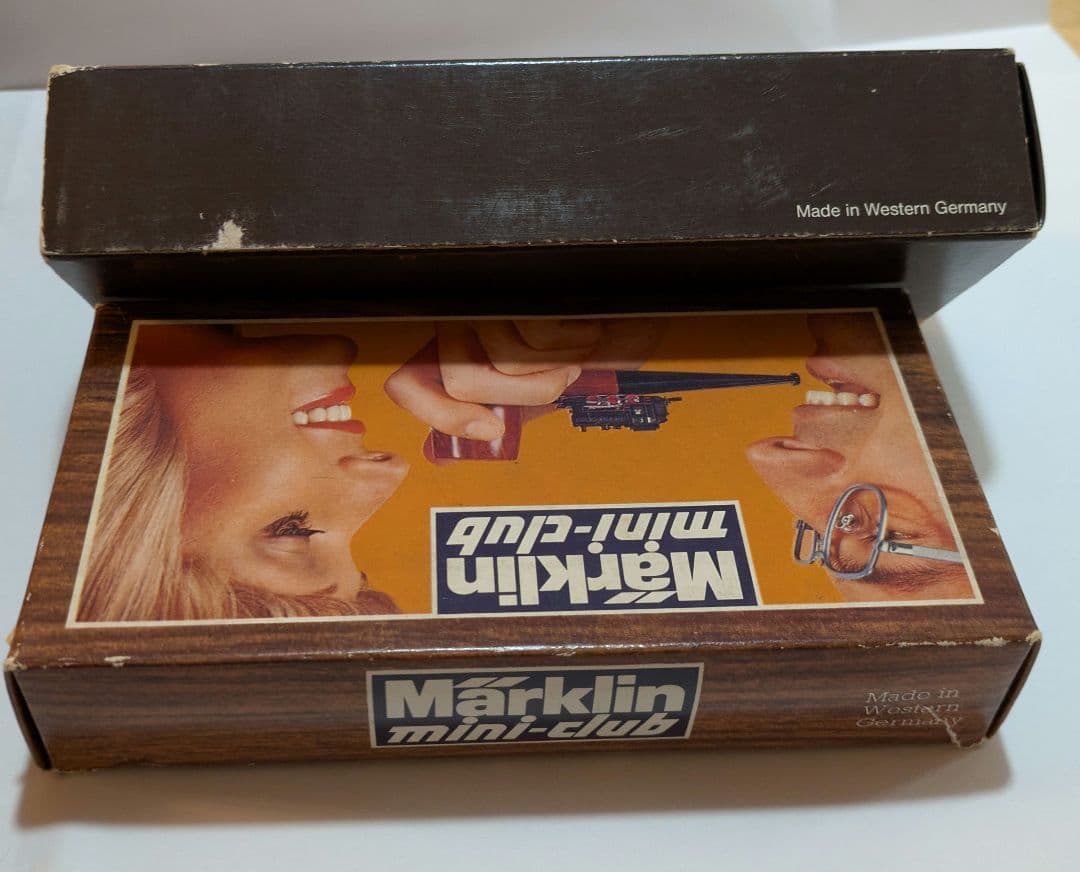 Made in Western Germany
Märklin
mini-club
Märklin
mini-club
Made in
Western
Germany